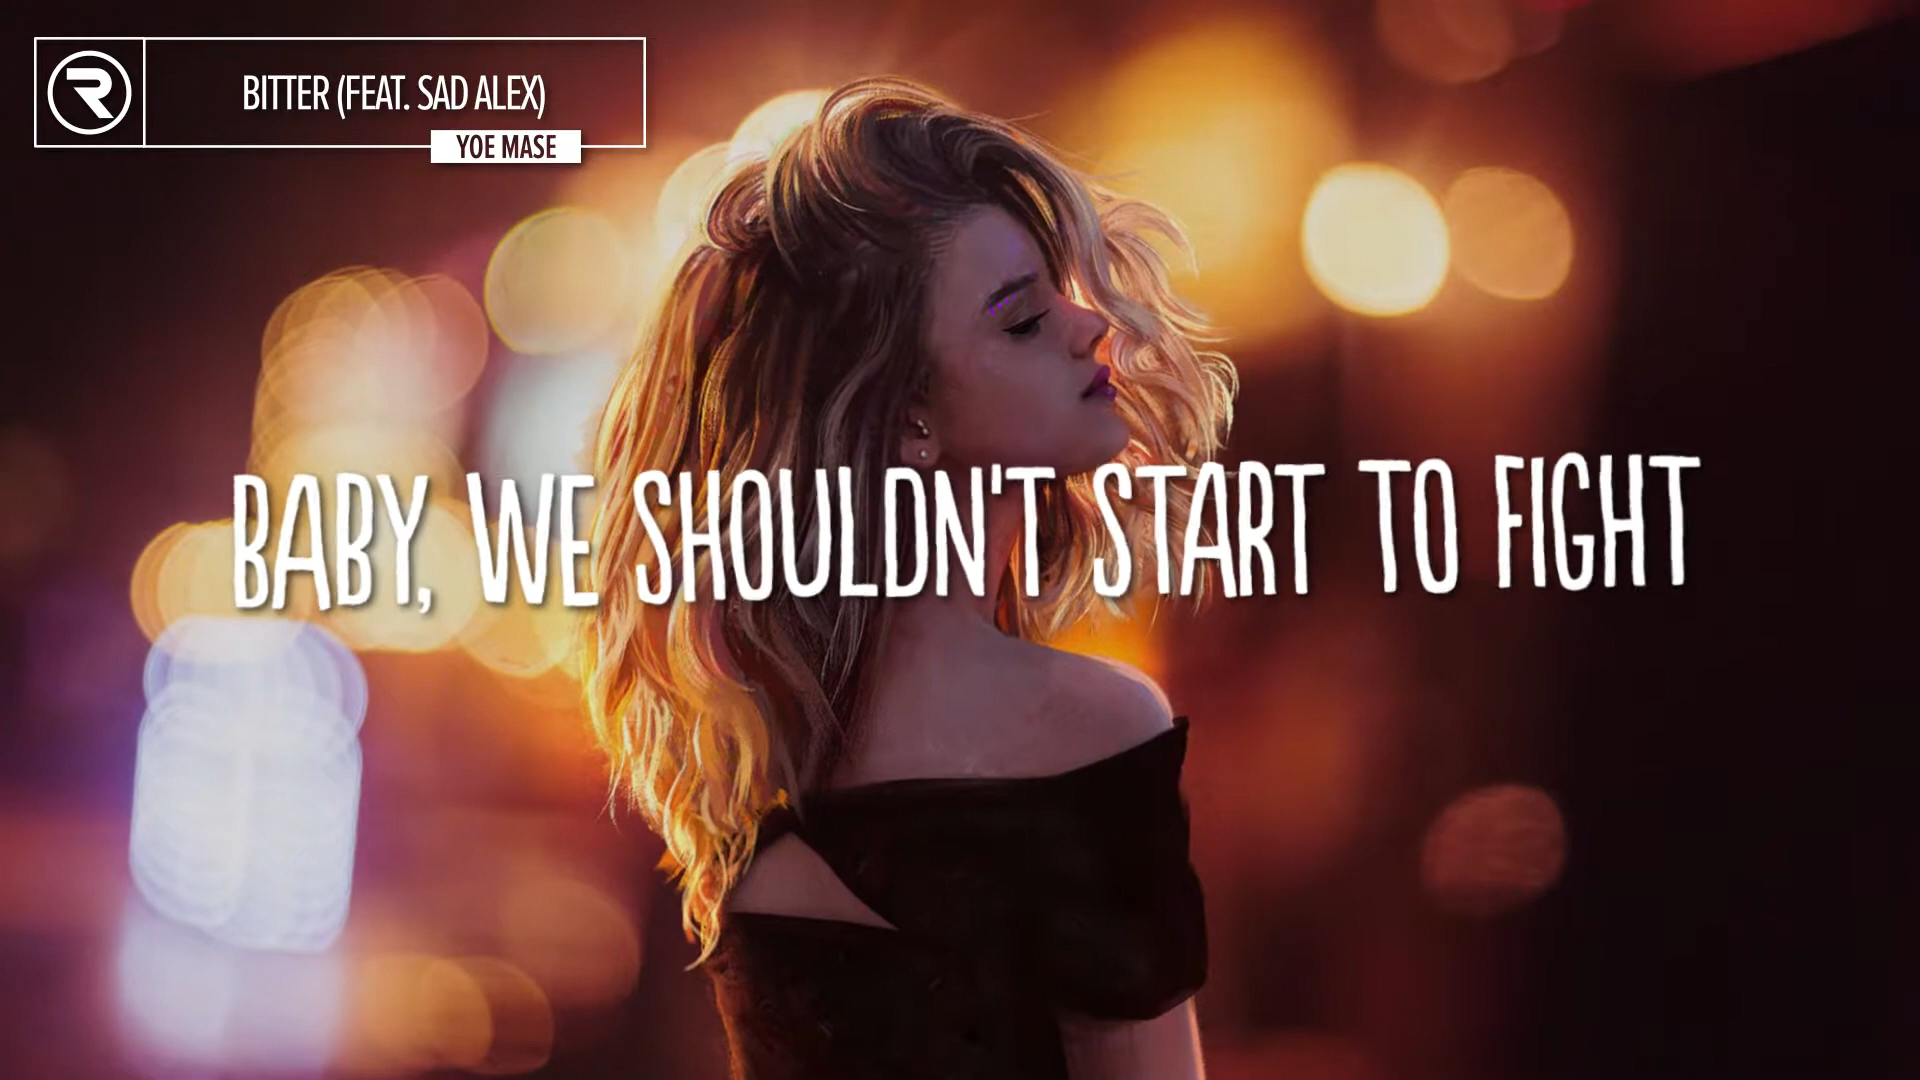 BITTER (FEAT. SAD ALEX)
YOE MASE
BABY, WE SHOULDN'T START TO FIGHT